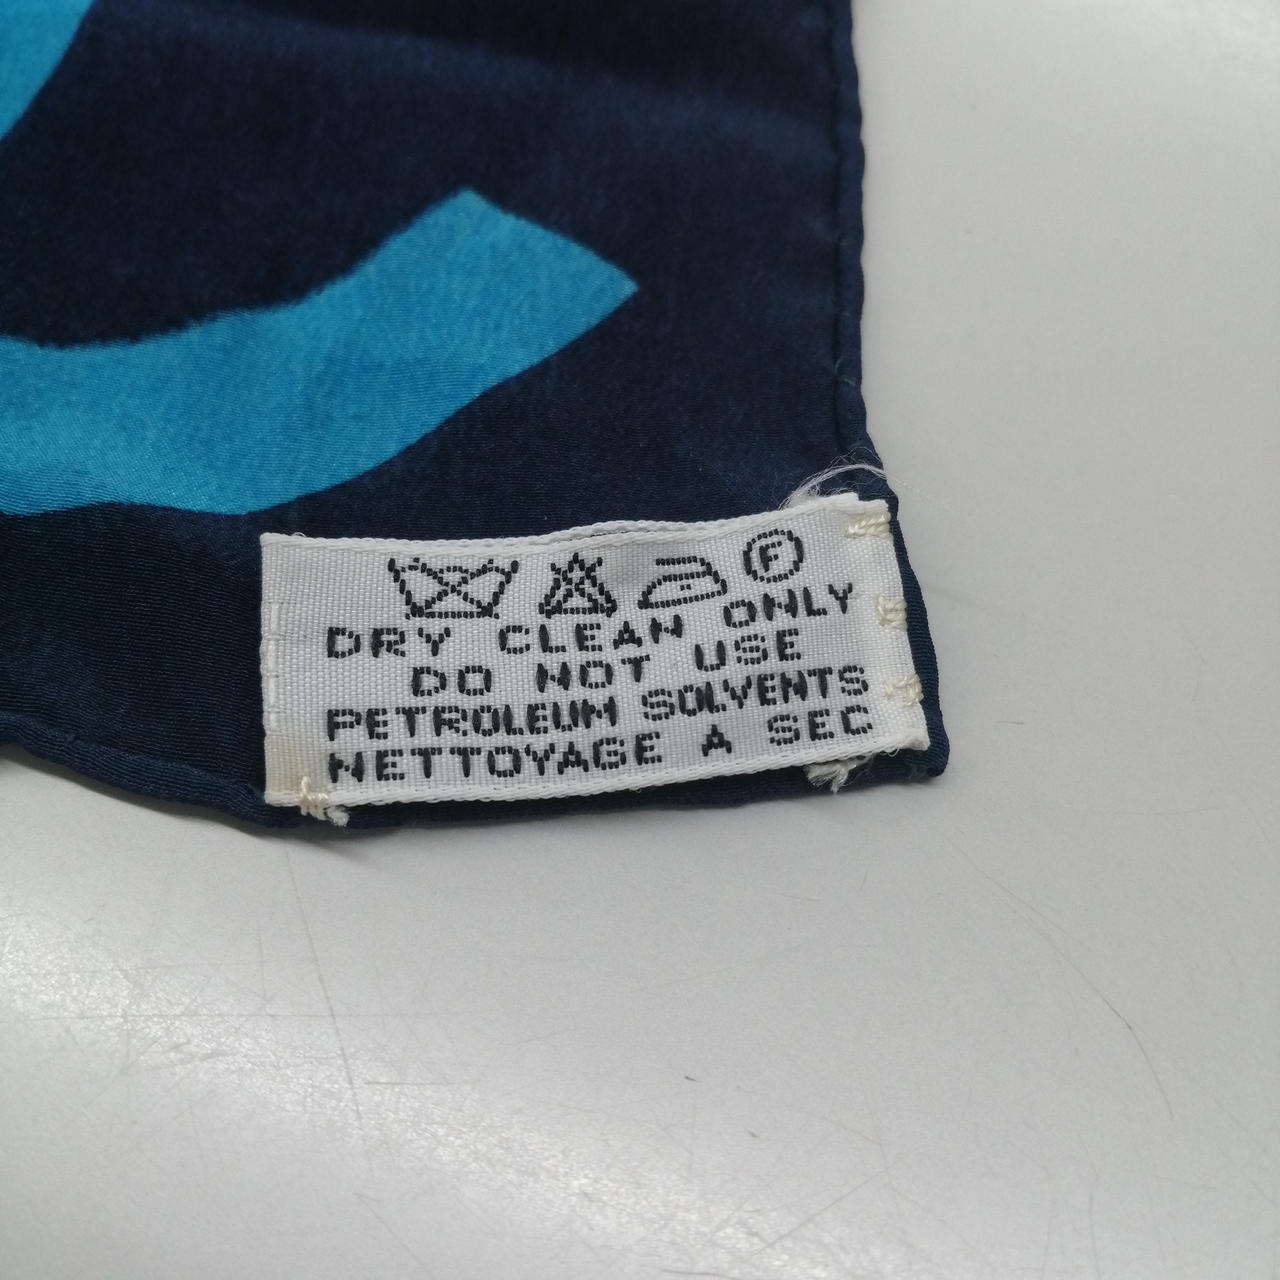 F
DRY CLEAN ONLY
DO NOT USE
PETROLEUM SOLVENTS
NETTOYAGE A SEC